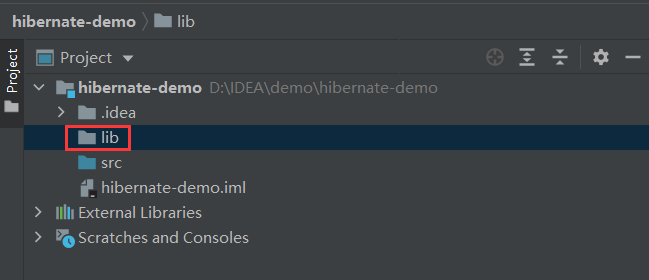 hibernate-demo lib
Project
Project
hibernate-demo D:\IDEA\demo\hibernate-demo
.idea
lib
src
hibernate-demo.iml
External Libraries
Scratches and Consoles